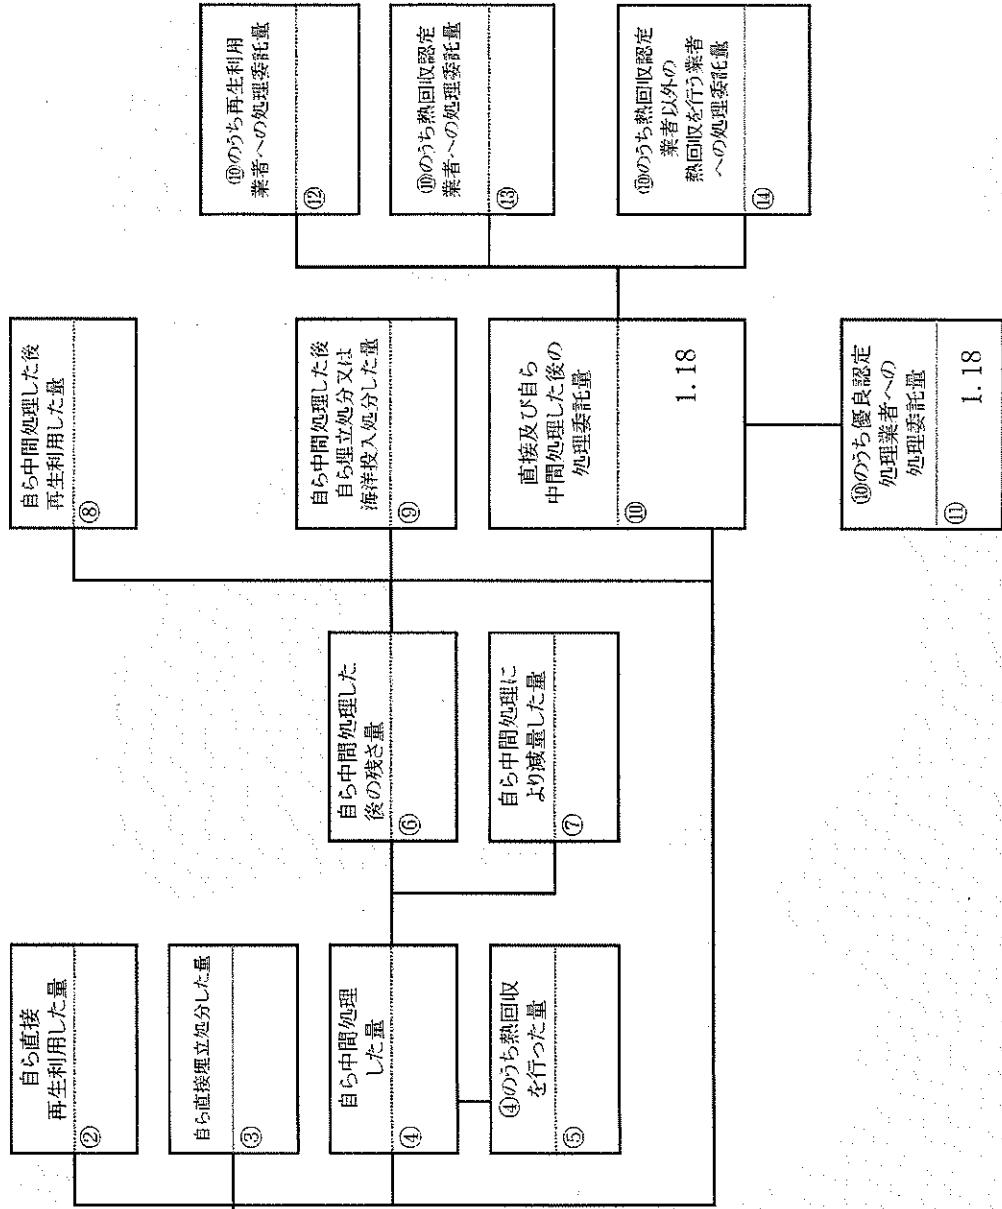 自ら直接
再生利用した量
②
自ら直接埋立処分した量
③
自ら中間処理
した量
④
④のうち熱回収
を行った量
⑤
自ら中間処理した
後の残さ量
⑥
自ら中間処理に
より減量した量
⑦
自ら中間処理した後
再生利用した量
⑧
自ら中間処理した後
自ら埋立処分又は
海洋投入処分した量
⑨
直接及び自ら
中間処理した後の
処理委託量
⑩
1.18
⑩のうち優良認定
処理業者への
処理委託量
⑪
1.18
⑩のうち再生利用
業者への処理委託量
⑫
⑩のうち熱回収認定
業者への処理委託量
⑬
⑩のうち熱回収認定
業者以外の
熱回収を行う業者
への処理委託量
⑭